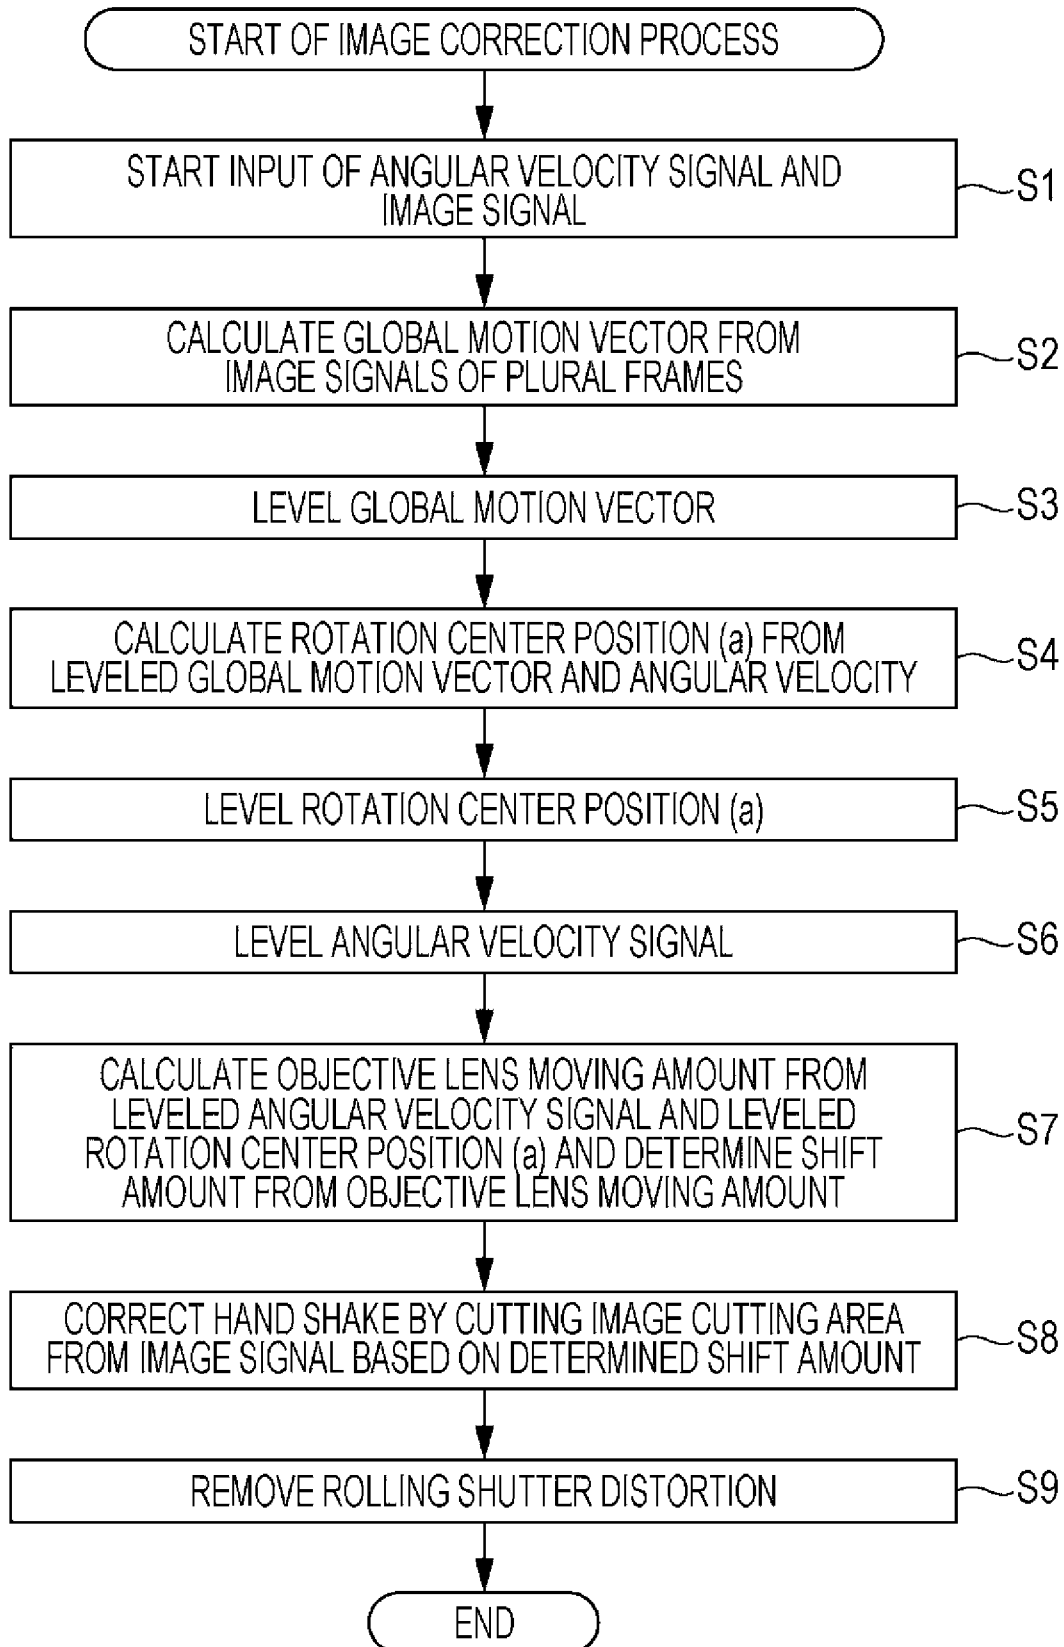 START OF IMAGE CORRECTION PROCESS
START INPUT OF ANGULAR VELOCITY SIGNAL AND
IMAGE SIGNAL
S1
CALCULATE GLOBAL MOTION VECTOR FROM
IMAGE SIGNALS OF PLURAL FRAMES
S2
LEVEL GLOBAL MOTION VECTOR
S3
CALCULATE ROTATION CENTER POSITION (a) FROM
LEVELED GLOBAL MOTION VECTOR AND ANGULAR VELOCITY
S4
LEVEL ROTATION CENTER POSITION (a)
S5
LEVEL ANGULAR VELOCITY SIGNAL
S6
CALCULATE OBJECTIVE LENS MOVING AMOUNT FROM
LEVELED ANGULAR VELOCITY SIGNAL AND LEVELED
ROTATION CENTER POSITION (a) AND DETERMINE SHIFT
AMOUNT FROM OBJECTIVE LENS MOVING AMOUNT
S7
CORRECT HAND SHAKE BY CUTTING IMAGE CUTTING AREA
FROM IMAGE SIGNAL BASED ON DETERMINED SHIFT AMOUNT
S8
REMOVE ROLLING SHUTTER DISTORTION
S9
END